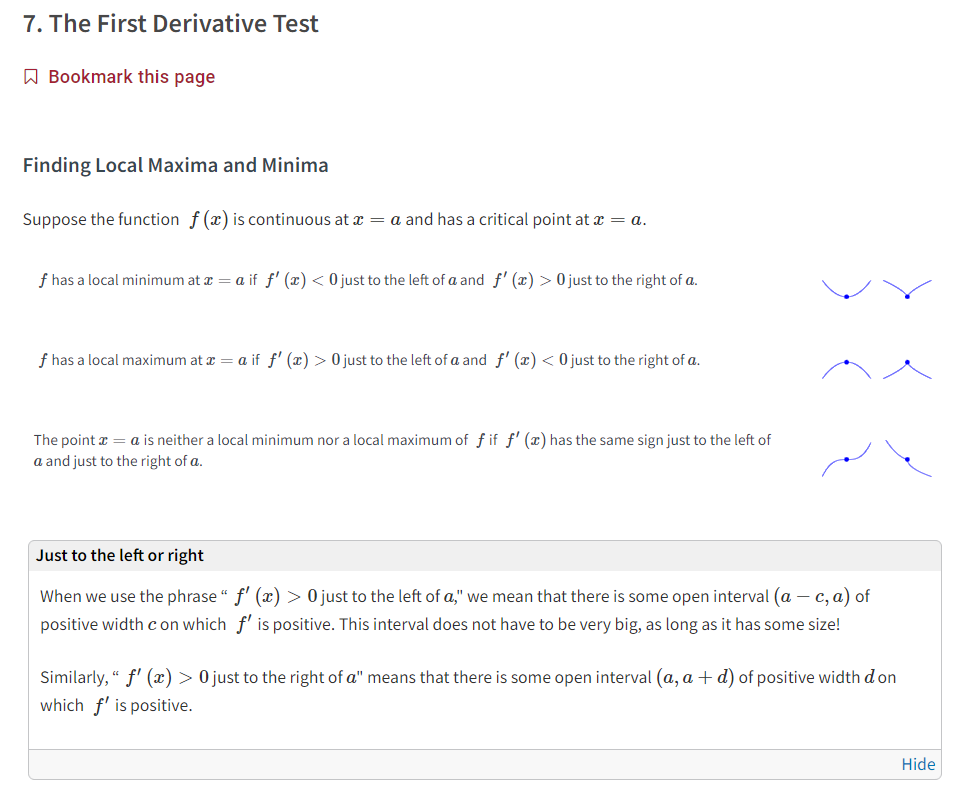 7. The First Derivative Test
Bookmark this page
Finding Local Maxima and Minima
Suppose the function f (x) is continuous at x = a and has a critical point at x = a.
f has a local minimum at x = a if f′ (x) < 0 just to the left of a and f′ (x) > 0 just to the right of a.
f has a local maximum at x = a if f′ (x) > 0 just to the left of a and f′ (x) < 0 just to the right of a.
The point x = a is neither a local minimum nor a local maximum of f if f′ (x) has the same sign just to the left of
a and just to the right of a.
Just to the left or right
When we use the phrase “ f′ (x) > 0 just to the left of a," we mean that there is some open interval (a − c, a) of
positive width c on which f′ is positive. This interval does not have to be very big, as long as it has some size!
Similarly, “ f′ (x) > 0 just to the right of a" means that there is some open interval (a, a + d) of positive width d on
which f′ is positive.
Hide